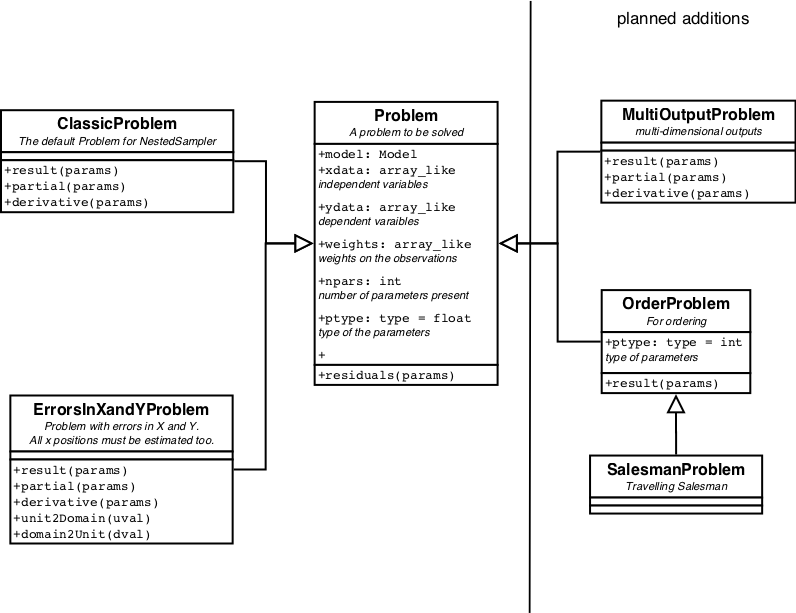 planned additions
ClassicProblem
The default Problem for NestedSampler
+result(params)
+partial(params)
+derivative(params)
Problem
A problem to be solved
+model: Model
+xdata: array_like
independent variables
+ydata: array_like
dependent varaibles
+weights: array_like
weights on the observations
+npars: int
number of parameters present
+ptype: type = float
type of the parameters
+
+residuals(params)
MultiOutputProblem
multi-dimensional outputs
+result(params)
+partial(params)
+derivative(params)
OrderProblem
For ordering
+ptype: type = int
type of parameters
+result(params)
ErrorsInXandYProblem
Problem with errors in X and Y.
All x positions must be estimated too.
+result(params)
+partial(params)
+derivative(params)
+unit2Domain(uval)
+domain2Unit(dval)
SalesmanProblem
Travelling Salesman